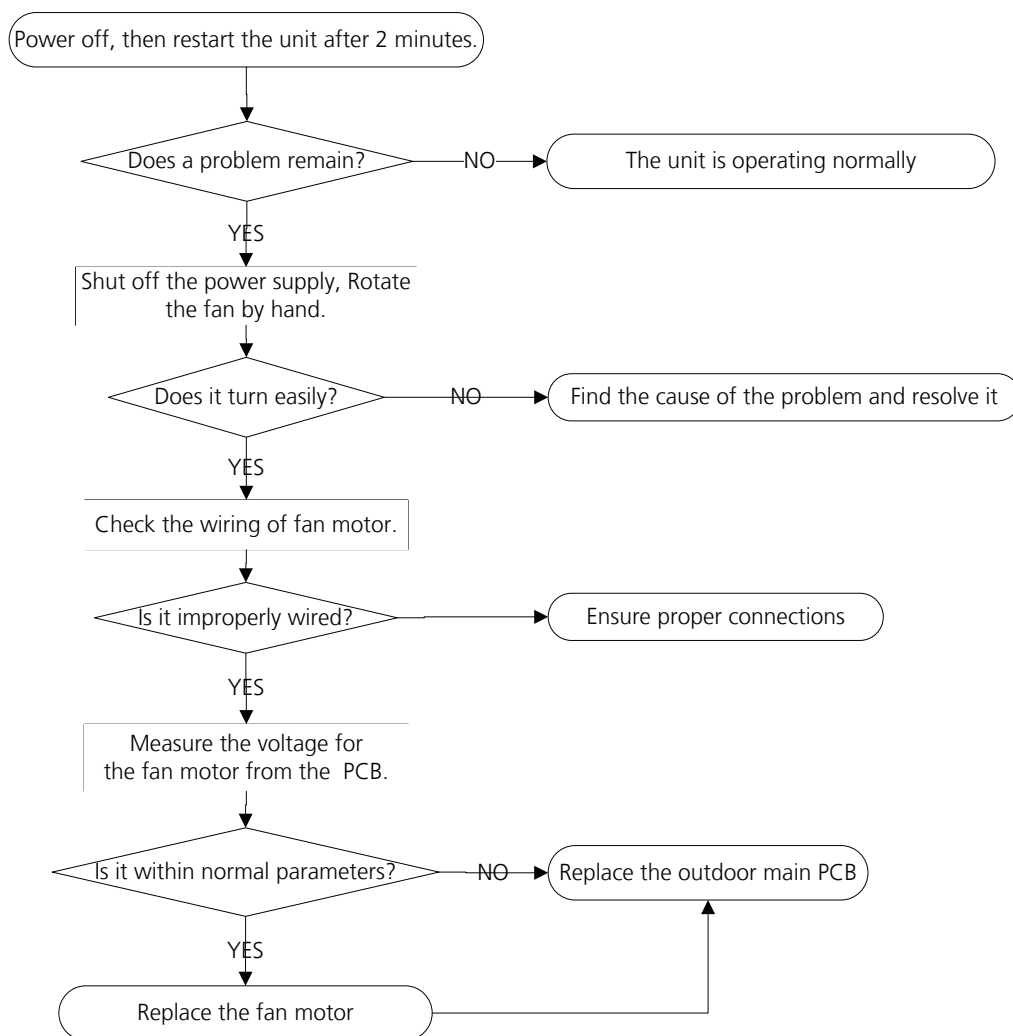 Power off, then restart the unit after 2 minutes.
Does a problem remain?
NO
The unit is operating normally
YES
Shut off the power supply, Rotate
the fan by hand.
Does it turn easily?
NO
Find the cause of the problem and resolve it
YES
Check the wiring of fan motor.
Is it improperly wired?
Ensure proper connections
YES
Measure the voltage for
the fan motor from the PCB.
Is it within normal parameters?
NO
Replace the outdoor main PCB
YES
Replace the fan motor